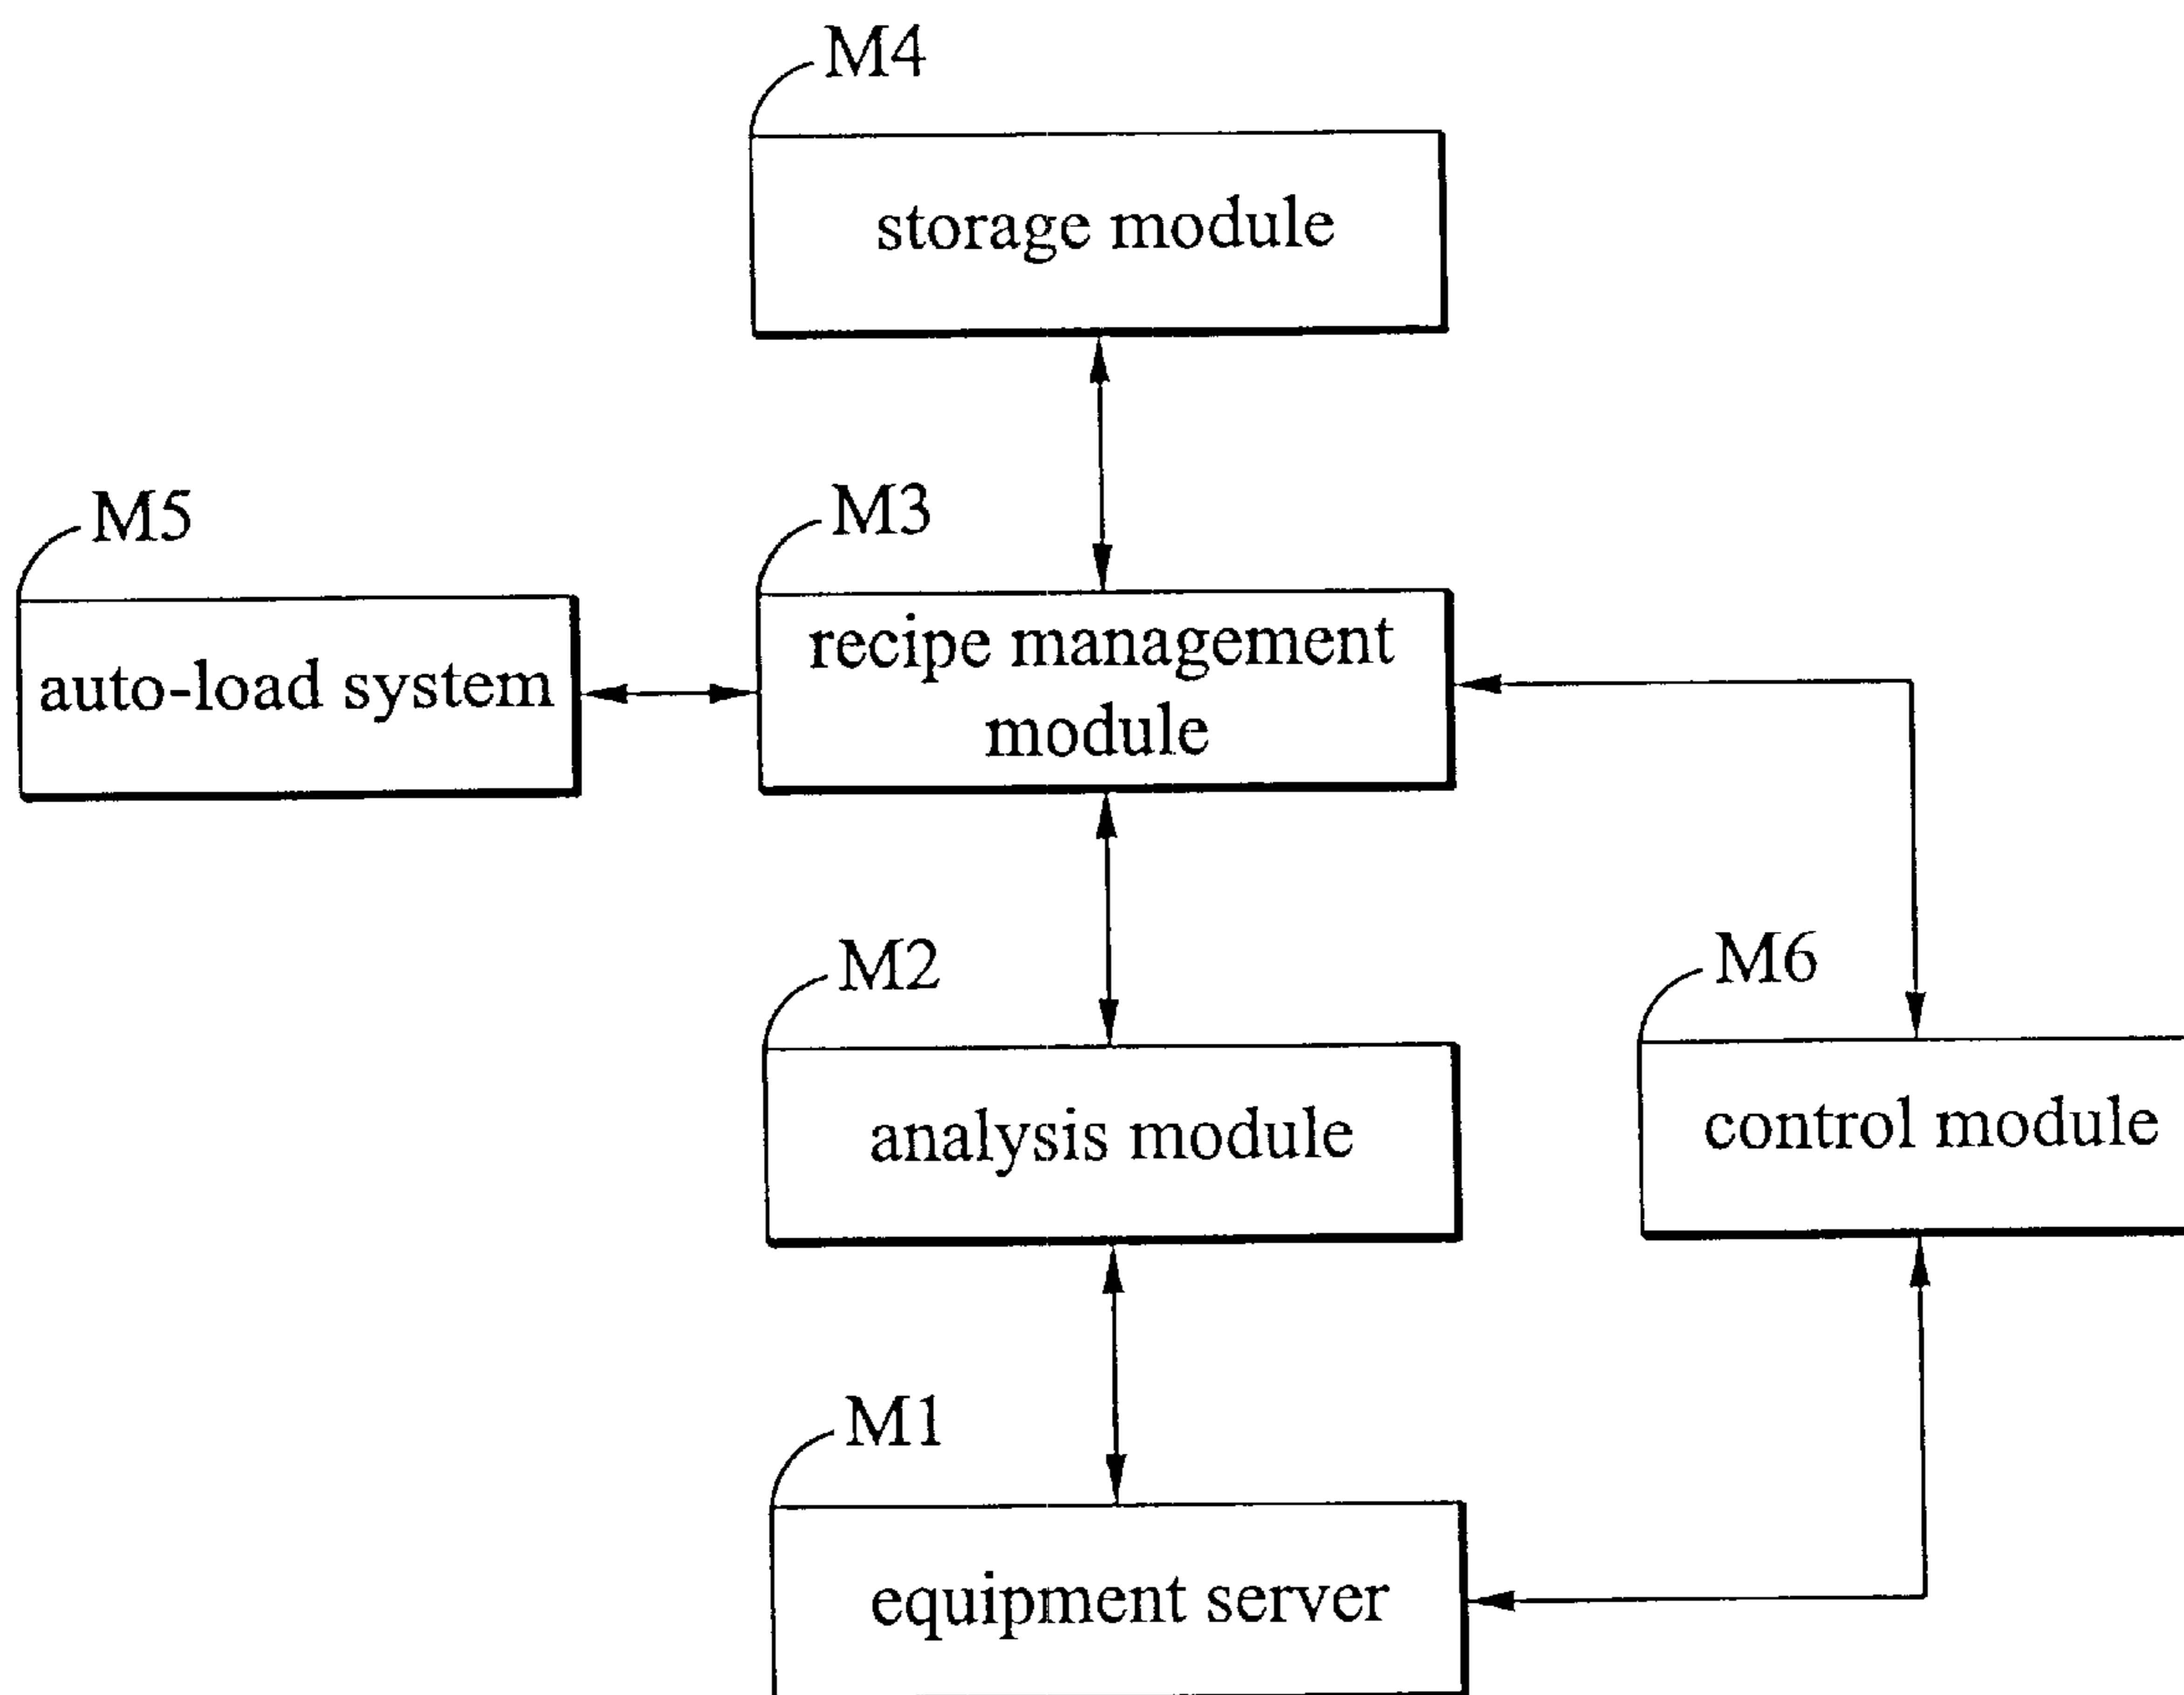 M4
storage module
M5
auto-load system
M3
recipe management
module
M2
analysis module
M6
control module
M1
equipment server